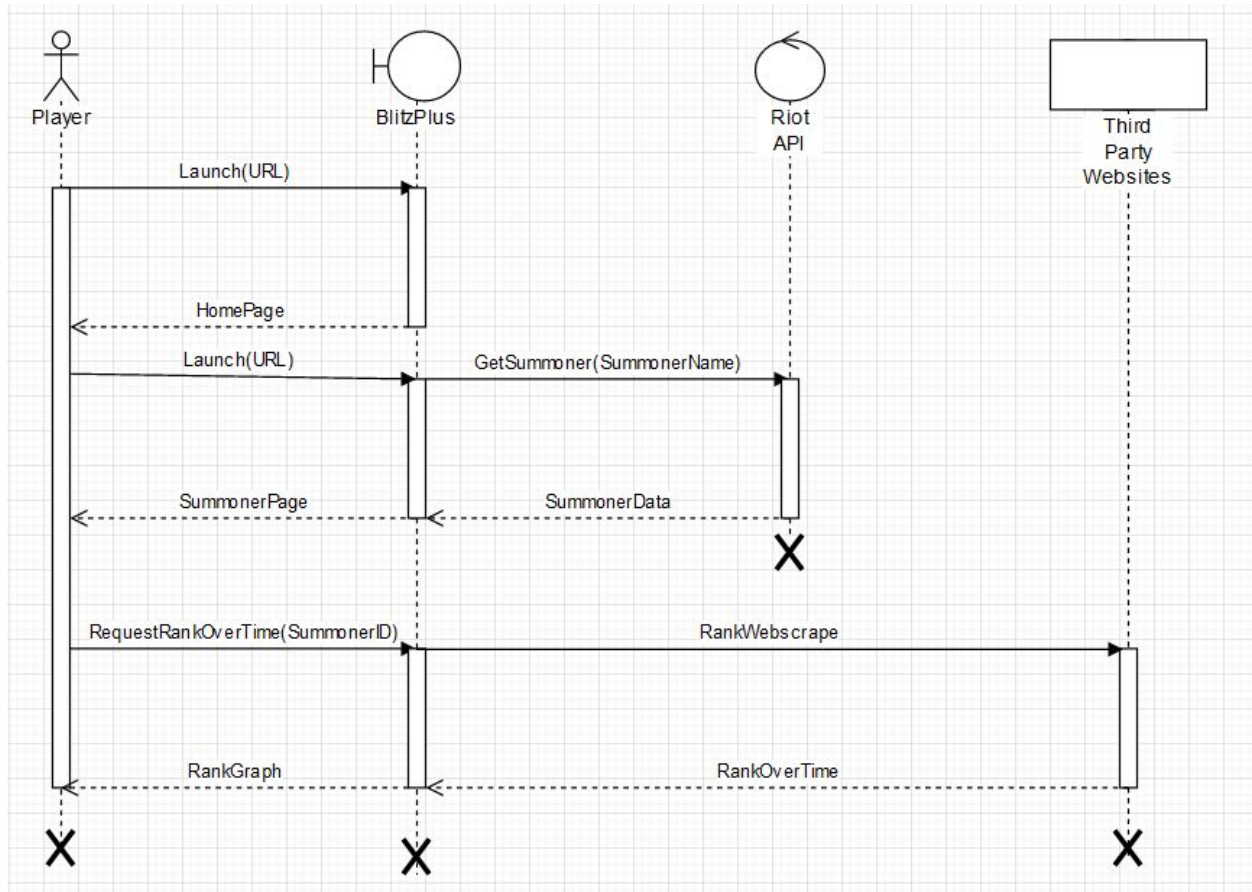 Player
BlitzPlus
Riot
API
Third
Party
Websites
Launch(URL)
HomePage
Launch(URL)
GetSummoner(SummonerName)
SummonerPage
SummonerData
RequestRankOverTime(SummonerID)
RankWebscrape
RankGraph
RankOverTime